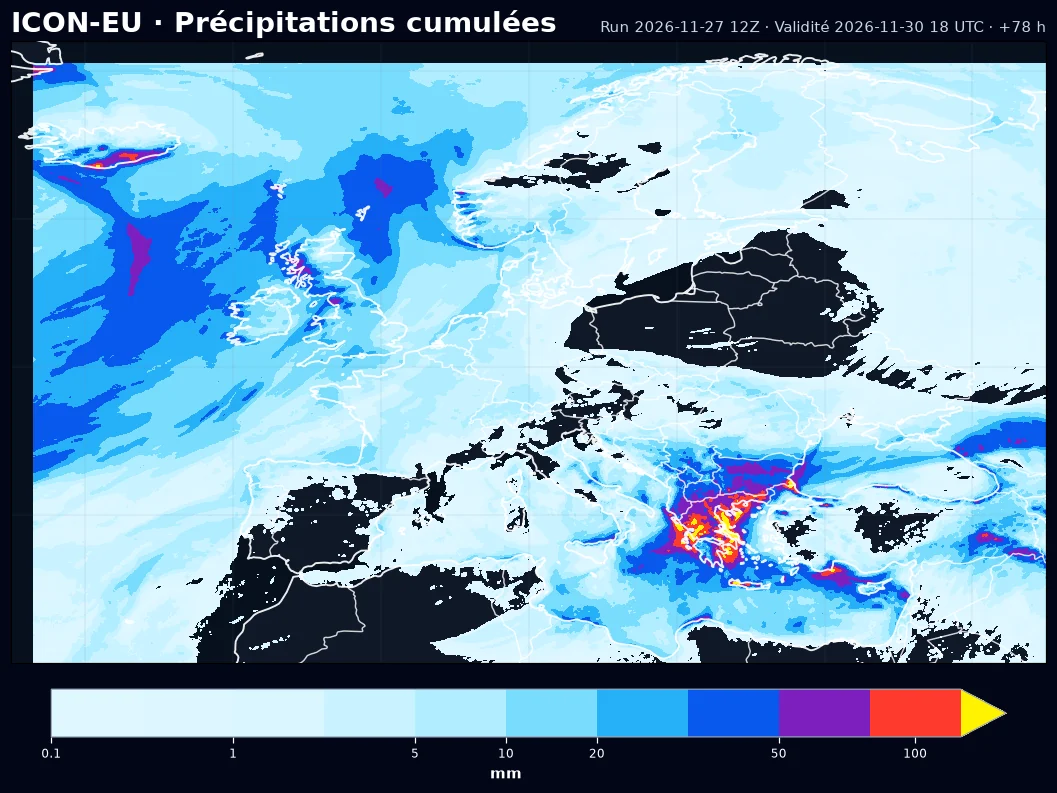 ICON-EU · Précipitations cumulées
Run 2026-11-27 12Z · Validité 2026-11-30 18 UTC · +78 h
0.1 1 5 10 20 50 100
mm